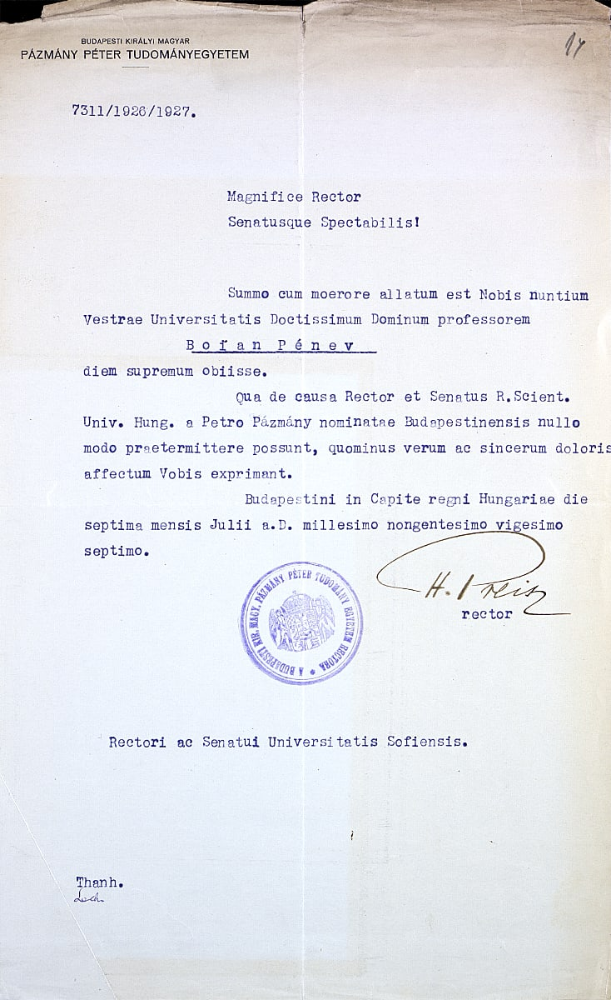 BUDAPESTI KIRÁLYI MAGYAR
PÁZMÁNY PÉTER TUDOMÁNYEGYETEM
14
7311/1926/1927.
Magnifice Rector
Senatusque Spectabilis!
Summo cum moerore allatum est Nobis nuntium
Vestrae Universitatis Doctissimum Dominum professorem
Boran Pénev
diem supremum obiisse.
Qua de causa Rector et Senatus R.Scient.
Univ. Hung. a Petro Pázmány nominatae Budapestinensis nullo
modo praetermittere possunt, quominus verum ac sincerum doloris
affectum Vobis exprimant.
Budapestini in Capite regni Hungariae die
septima mensis Julii a.D. millesimo nongentesimo vigesimo
septimo.
H. Preisz
rector
A BUDAPESTI KIR. MAGY. PÁZMÁNY PÉTER TUDOMÁNY EGYETEM RECTORA
Rectori ac Senatui Universitatis Sofiensis.
Thanh.